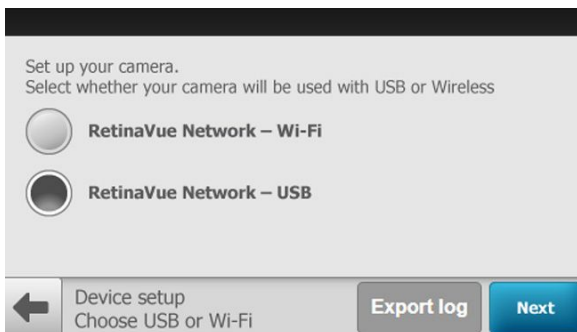 Set up your camera.
Select whether your camera will be used with USB or Wireless
RetinaVue Network – Wi-Fi
RetinaVue Network – USB
Device setup
Choose USB or Wi-Fi
Export log
Next